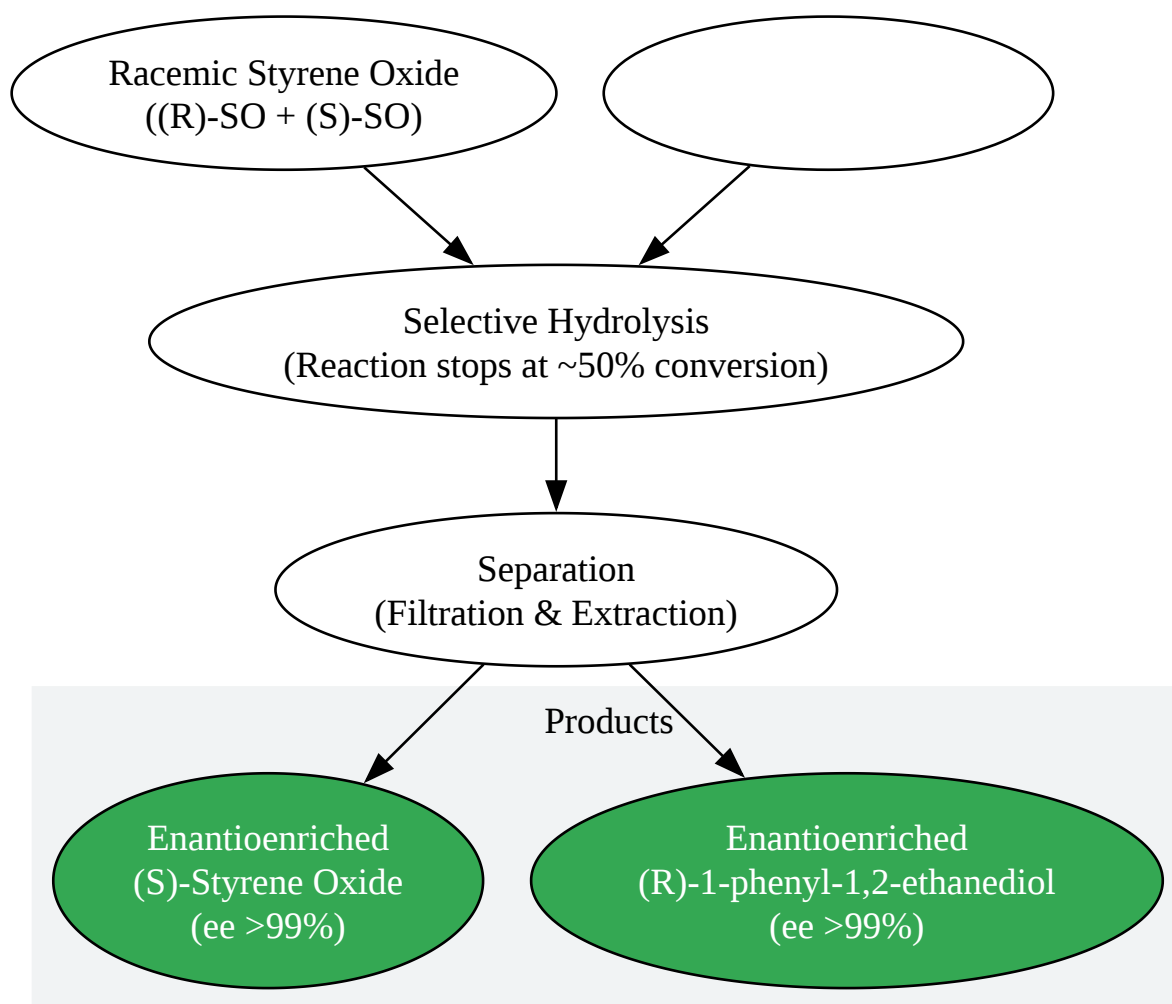 Racemic Styrene Oxide
((R)-SO + (S)-SO)
Selective Hydrolysis
(Reaction stops at ~50% conversion)
Separation
(Filtration & Extraction)
Products
Enantioenriched
(S)-Styrene Oxide
(ee >99%)
Enantioenriched
(R)-1-phenyl-1,2-ethanediol
(ee >99%)